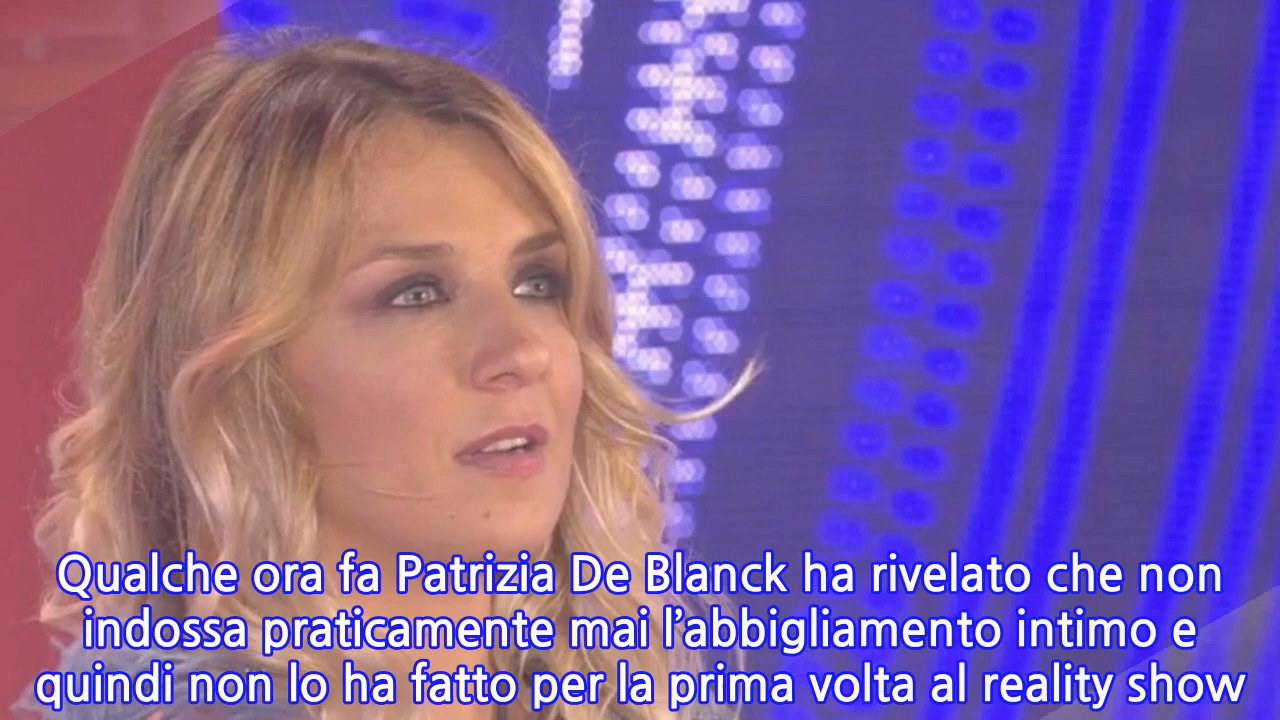 Qualche ora fa Patrizia De Blanck ha rivelato che non
indossa praticamente mai l'abbigliamento intimo e
quindi non lo ha fatto per la prima volta al reality show